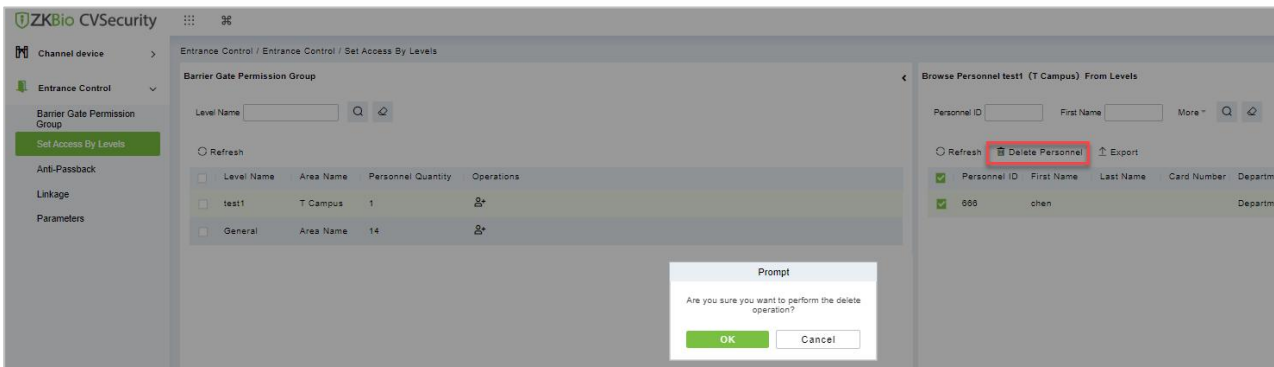 ZKBio CVSecurity
Channel device
Entrance Control
Barrier Gate Permission
Group
Set Access By Levels
Anti-Passback
Linkage
Parameters
Entrance Control / Entrance Control / Set Access By Levels
Barrier Gate Permission Group
Level Name
Refresh
Level Name Area Name Personnel Quantity Operations
test1 T Campus 1
General Area Name 14
Browse Personnel test1 (T Campus) From Levels
Personnel ID First Name More
Refresh Delete Personnel Export
Personnel ID First Name Last Name Card Number Departm
666 chen Departm
Prompt
Are you sure you want to perform the delete
operation?
OK Cancel